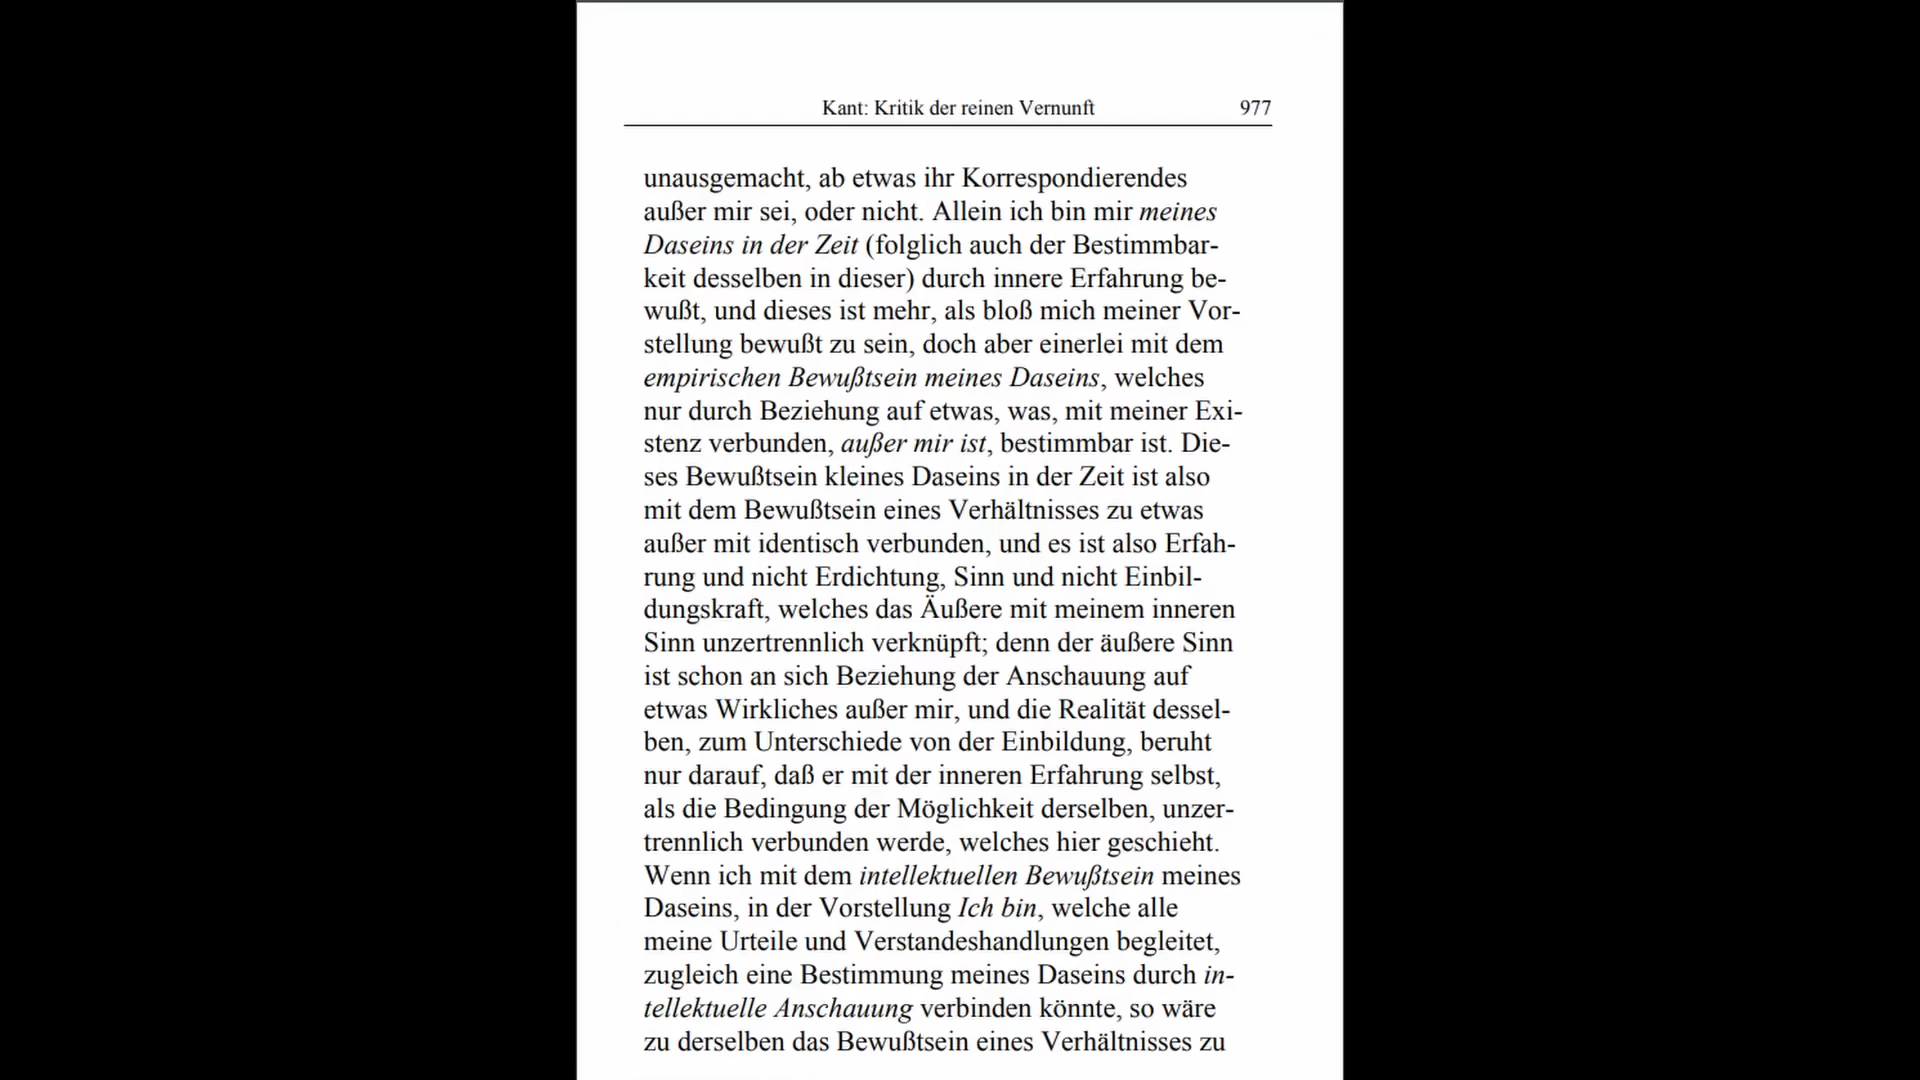 Kant: Kritik der reinen Vernunft 977
unausgemacht, ab etwas ihr Korrespondierendes
außer mir sei, oder nicht. Allein ich bin mir meines
Daseins in der Zeit (folglich auch der Bestimmbar-
keit desselben in dieser) durch innere Erfahrung be-
wußt, und dieses ist mehr, als bloß mich meiner Vor-
stellung bewußt zu sein, doch aber einerlei mit dem
empirischen Bewußtsein meines Daseins, welches
nur durch Beziehung auf etwas, was, mit meiner Exi-
stenz verbunden, außer mir ist, bestimmbar ist. Die-
ses Bewußtsein kleines Daseins in der Zeit ist also
mit dem Bewußtsein eines Verhältnisses zu etwas
außer mit identisch verbunden, und es ist also Erfah-
rung und nicht Erdichtung, Sinn und nicht Einbil-
dungskraft, welches das Äußere mit meinem inneren
Sinn unzertrennlich verknüpft; denn der äußere Sinn
ist schon an sich Beziehung der Anschauung auf
etwas Wirkliches außer mir, und die Realität dessel-
ben, zum Unterschiede von der Einbildung, beruht
nur darauf, daß er mit der inneren Erfahrung selbst,
als die Bedingung der Möglichkeit derselben, unzer-
trennlich verbunden werde, welches hier geschieht.
Wenn ich mit dem intellektuellen Bewußtsein meines
Daseins, in der Vorstellung Ich bin, welche alle
meine Urteile und Verstandeshandlungen begleitet,
zugleich eine Bestimmung meines Daseins durch in-
tellektuelle Anschauung verbinden könnte, so wäre
zu derselben das Bewußtsein eines Verhältnisses zu